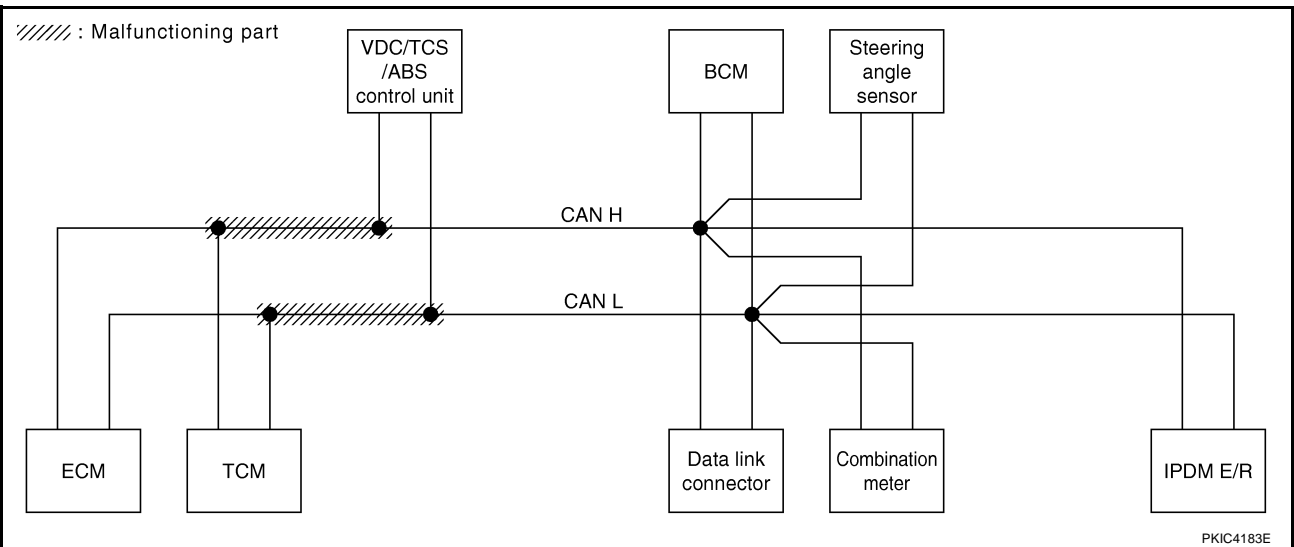 : Malfunctioning part
VDC/TCS
/ABS
control unit
BCM
Steering
angle
sensor
CAN H
CAN L
ECM
TCM
Data link
connector
Combination
meter
IPDM E/R
PKIC4183E